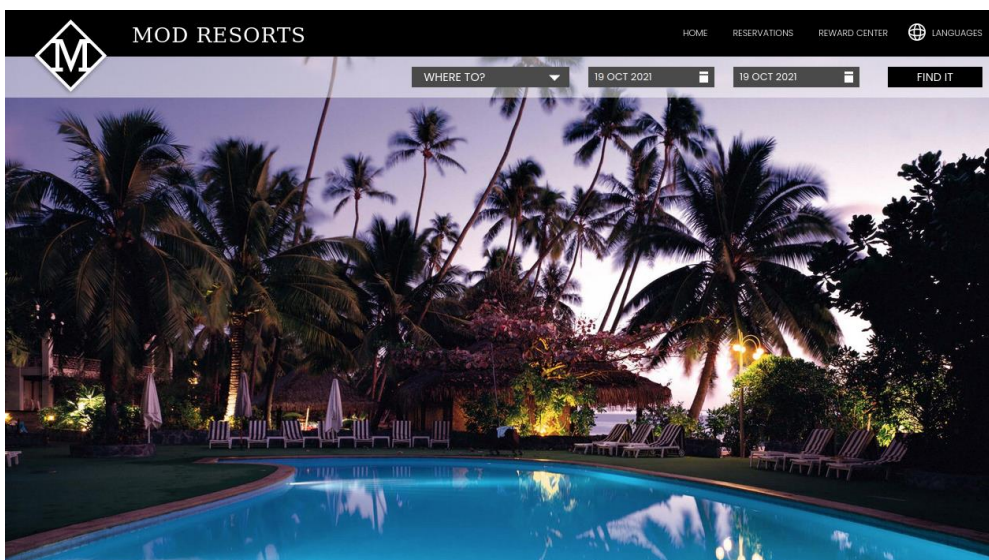 M
MOD RESORTS
HOME RESERVATIONS REWARD CENTER LANGUAGES
WHERE TO? 19 OCT 2021 19 OCT 2021 FIND IT